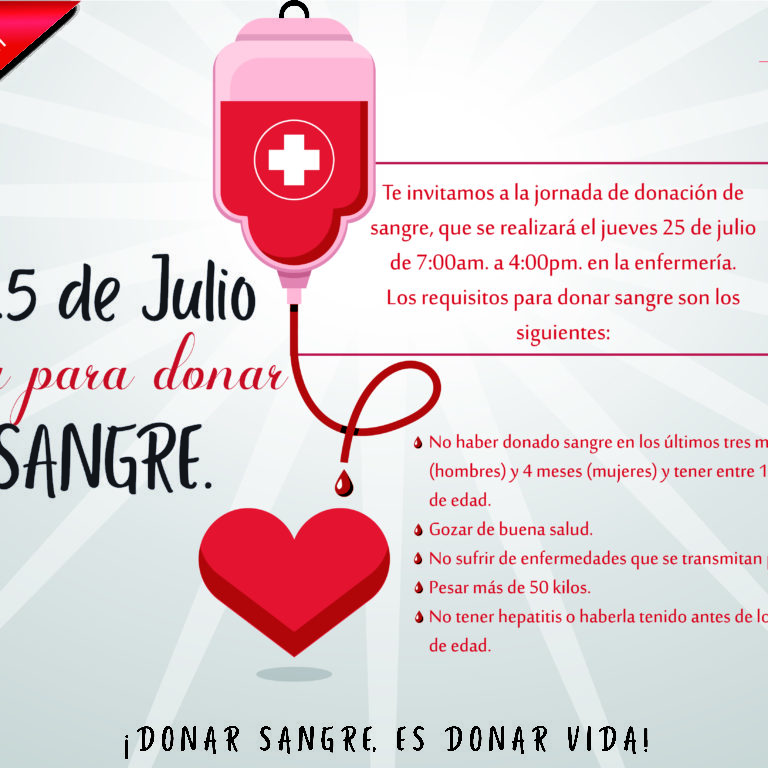 .5 de Julio
para donar
SANGRE.
Te invitamos a la jornada de donación de
sangre, que se realizará el jueves 25 de julio
de 7:00am. a 4:00pm. en la enfermería.
Los requisitos para donar sangre son los
siguientes:
No haber donado sangre en los últimos tres m
(hombres) y 4 meses (mujeres) y tener entre 1
de edad.
Gozar de buena salud.
No sufrir de enfermedades que se transmitan
Pesar más de 50 kilos.
No tener hepatitis o haberla tenido antes de lo
de edad.
¡DONAR SANGRE, ES DONAR VIDA!